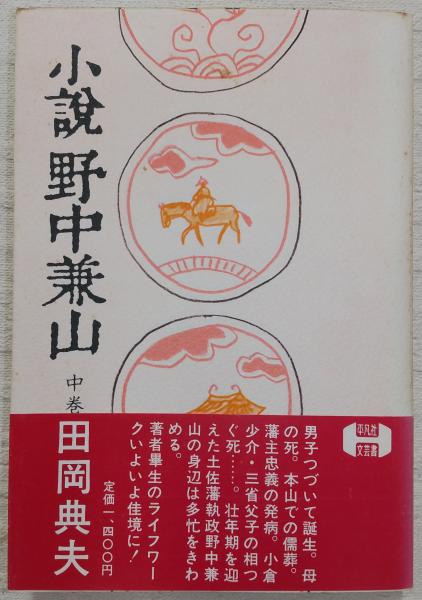 小説 野中兼山
中巻
田岡典夫
定価一、四〇〇円
男子つづいて誕生。母
の死。本山での儒葬。
藩主忠義の発病。小倉
少介・三省父子の相つ
ぐ死……。壮年期を迎
えた土佐藩執政野中兼
山の身辺は多忙をきわ
める。
著者畢生のライフワー
クいよいよ佳境に!
平凡社
文芸書